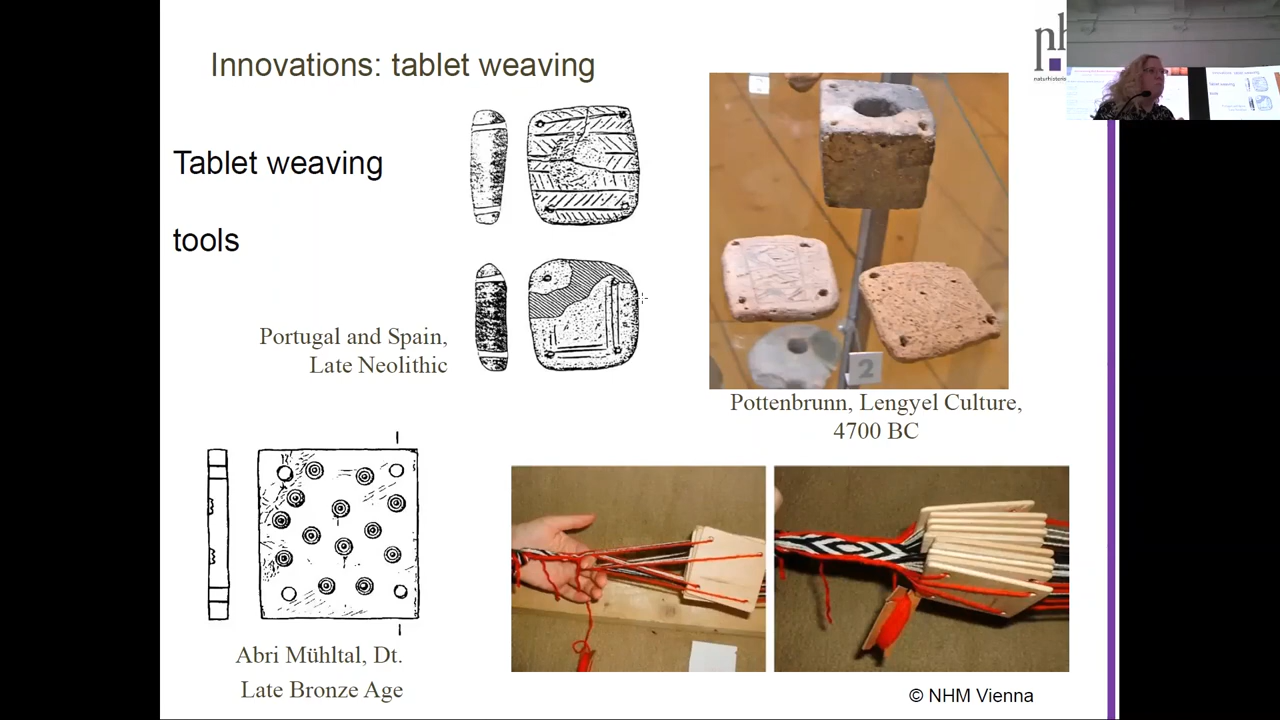 Innovations: tablet weaving
Tablet weaving
tools
Portugal and Spain,
Late Neolithic
2
Pottenbrunn, Lengyel Culture,
4700 BC
Abri Mühltal, Dt.
Late Bronze Age
© NHM Vienna